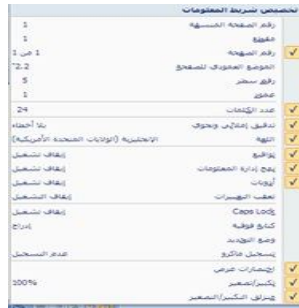 تخصيص شريط المعلومات
رقم الصفحة المنسقة 1
مقطع 1
رقم الصفحة 1 من 1
الموضع العمودي للصفحة 2.2"
رقم سطر 5
عمود 1
عدد الكلمات 24
تدقيق إملائي ونحوي بلا أخطاء
اللغة الإنجليزية (الولايات المتحدة الأمريكية)
تواقيع إيقاف تشغيل
نهج إدارة المعلومات إيقاف تشغيل
أذونات إيقاف تشغيل
تعقب التغييرات إيقاف التشغيل
Caps Lock إيقاف تشغيل
كتابة فوقية إدراج
وضع التحديد
تسجيل ماكرو عدم التسجيل
اختصارات عرض
تكبير/تصغير 100%
منزلق التكبير/التصغير